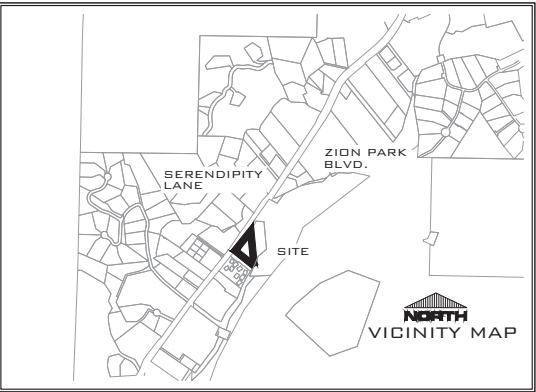 ZION PARK
BLVD.
SERENDIPITY
LANE
SITE
NORTH
VICINITY MAP